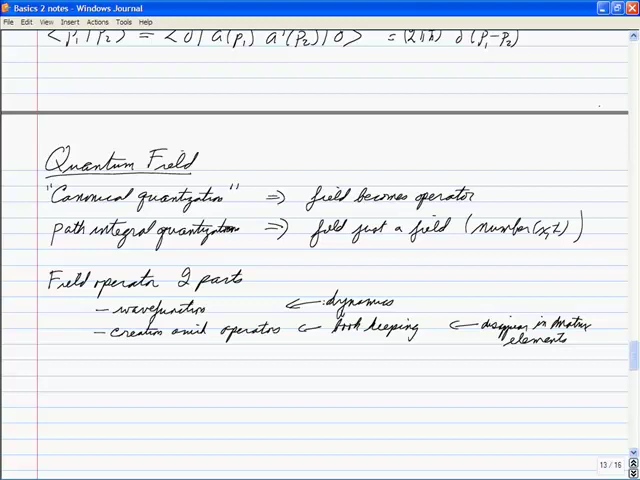 Basics 2 notes - Windows Journal
File Edit View Insert Actions Tools Help
<p₁|p₂> = <0| a(p₁) a†(p₂) |0> = (2πħ) δ(p₁-p₂)
Quantum Field
"Canonical quantization" ⇒ field becomes operator
path integral quantization ⇒ field just a field (number(x,t))
Field operator 2 parts
- wavefunction ← dynamics
- creation annih operators ← book keeping ← disappear in matrix
elements
13 / 16